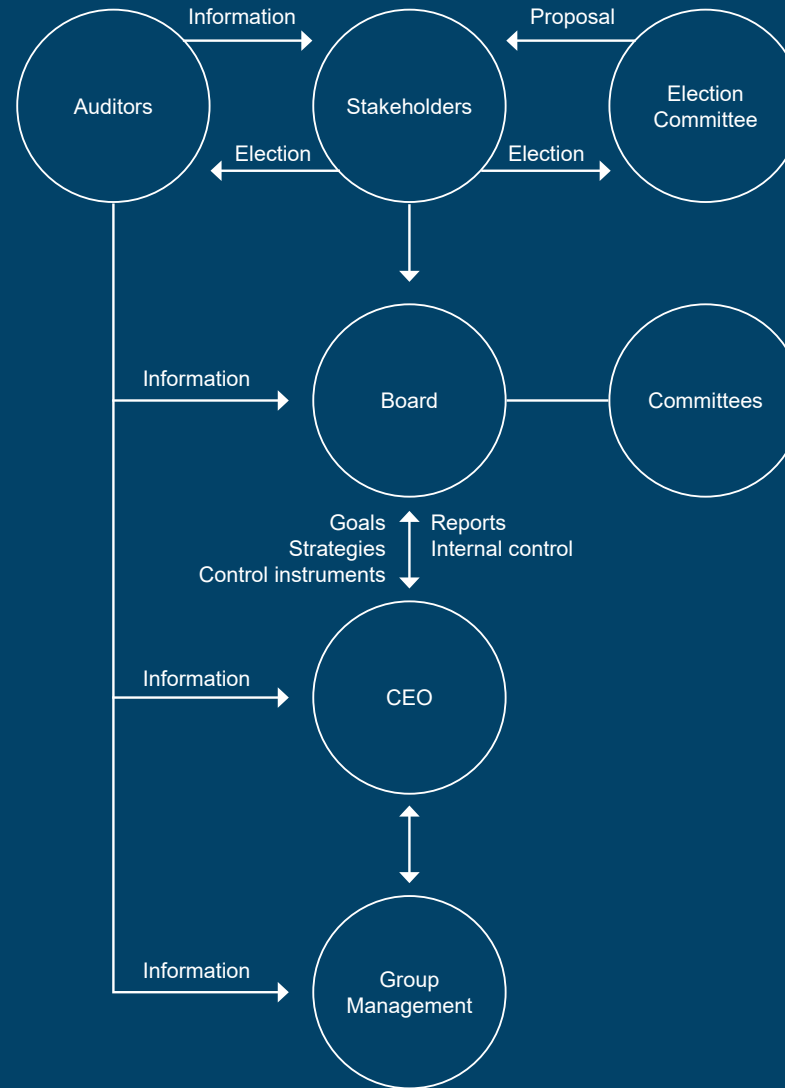 Information
Proposal
Auditors
Stakeholders
Election
Committee
Election
Election
Information
Board
Committees
Goals
Strategies
Control instruments
Reports
Internal control
Information
CEO
Information
Group
Management